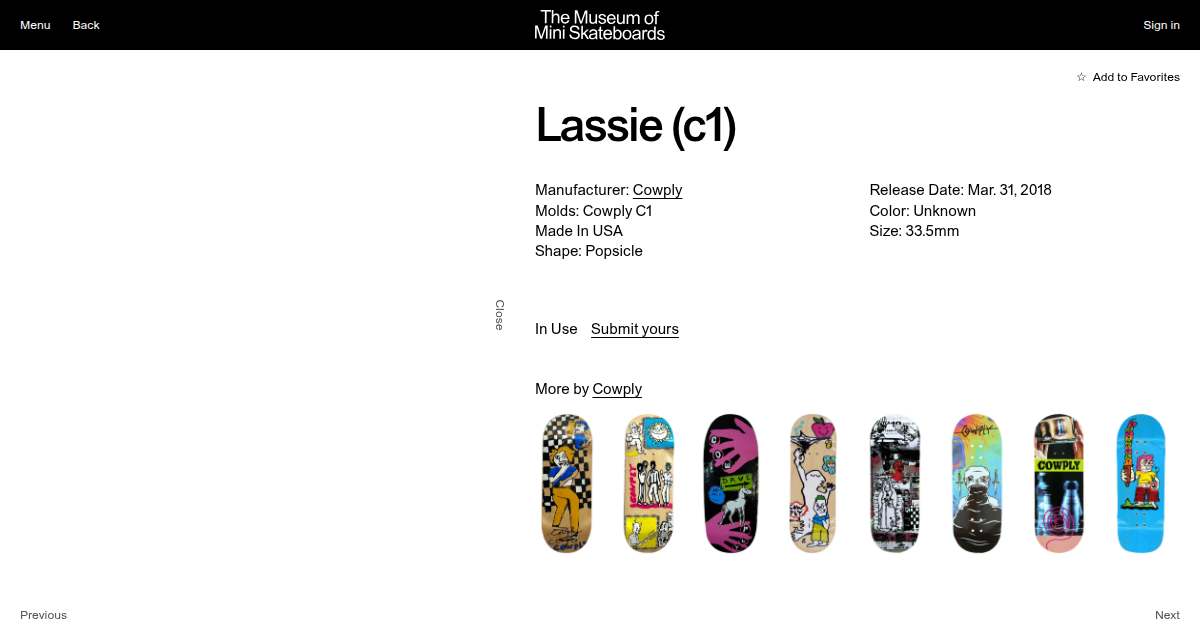 Menu
Back
The Museum of
Mini Skateboards
Sign in
☆ Add to Favorites
Lassie (c1)
Manufacturer: Cowply
Molds: Cowply C1
Made In USA
Shape: Popsicle
Release Date: Mar. 31, 2018
Color: Unknown
Size: 33.5mm
Close
In Use
Submit yours
More by Cowply
COWPLY
Previous
Next